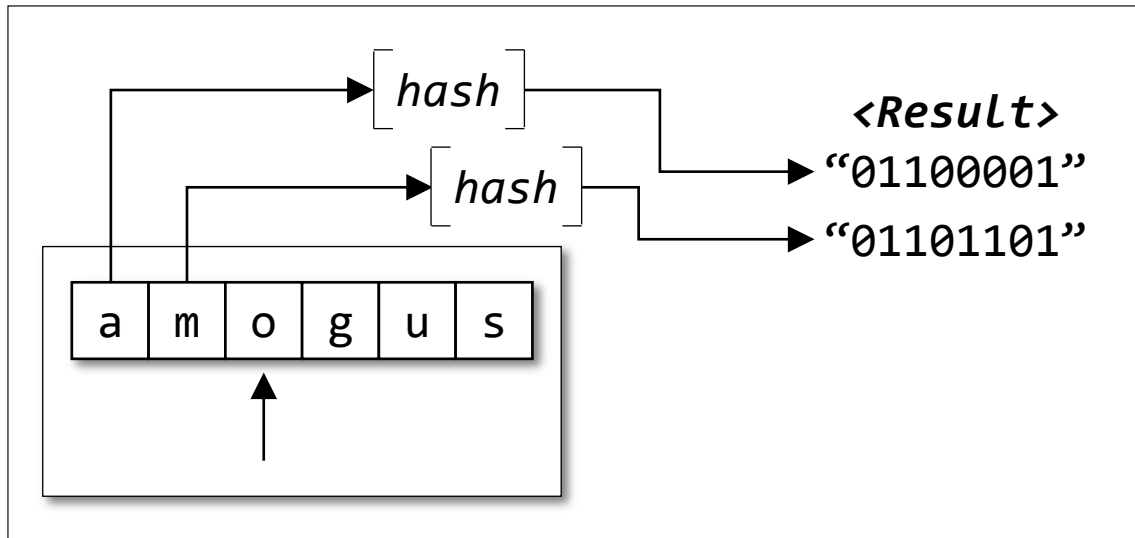 hash
<Result>
“01100001”
hash
“01101101”
a m o g u s